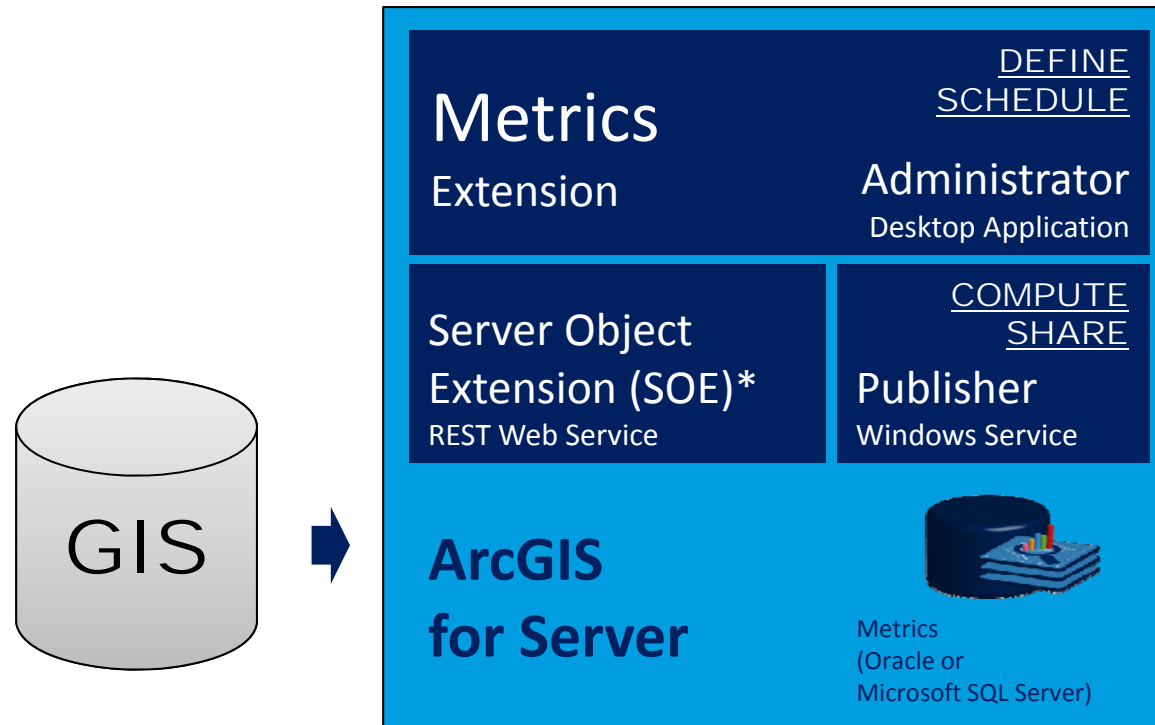 Metrics
Extension
DEFINE
SCHEDULE
Administrator
Desktop Application
Server Object
Extension (SOE)*
REST Web Service
COMPUTE
SHARE
Publisher
Windows Service
GIS
ArcGIS
for Server
Metrics
(Oracle or
Microsoft SQL Server)